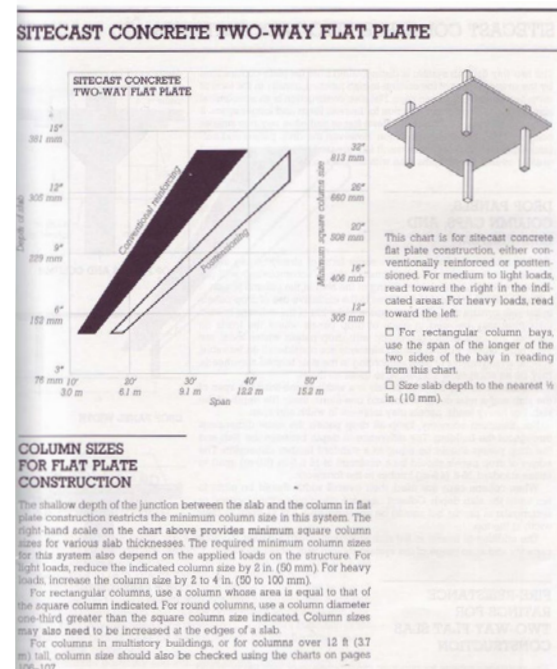 SITECAST CONCRETE TWO-WAY FLAT PLATE
SITECAST CONCRETE
TWO-WAY FLAT PLATE
15"
381 mm
12"
305 mm
9"
229 mm
6"
152 mm
3"
76 mm
Depth of slab
Conventional reinforcing
Posttensioning
32"
813 mm
26"
660 mm
20"
508 mm
16"
406 mm
12"
305 mm
Minimum square column size
10' 20' 30' 40' 50'
3.0 m 6.1 m 9.1 m 12.2 m 15.2 m
Span
This chart is for sitecast concrete
flat plate construction, either con-
ventionally reinforced or postten-
sioned. For medium to light loads,
read toward the right in the indi-
cated areas. For heavy loads, read
toward the left.
☐ For rectangular column bays,
use the span of the longer of the
two sides of the bay in reading
from this chart.
☐ Size slab depth to the nearest ½
in. (10 mm).
COLUMN SIZES
FOR FLAT PLATE
CONSTRUCTION
The shallow depth of the junction between the slab and the column in flat
plate construction restricts the minimum column size in this system. The
right-hand scale on the chart above provides minimum square column
sizes for various slab thicknesses. The required minimum column sizes
for this system also depend on the applied loads on the structure. For
light loads, reduce the indicated column size by 2 in. (50 mm). For heavy
loads, increase the column size by 2 to 4 in. (50 to 100 mm).
For rectangular columns, use a column whose area is equal to that of
the square column indicated. For round columns, use a column diameter
one-third greater than the square column size indicated. Column sizes
may also need to be increased at the edges of a slab.
For columns in multistory buildings, or for columns over 12 ft (3.7
m) tall, column size should also be checked using the charts on pages